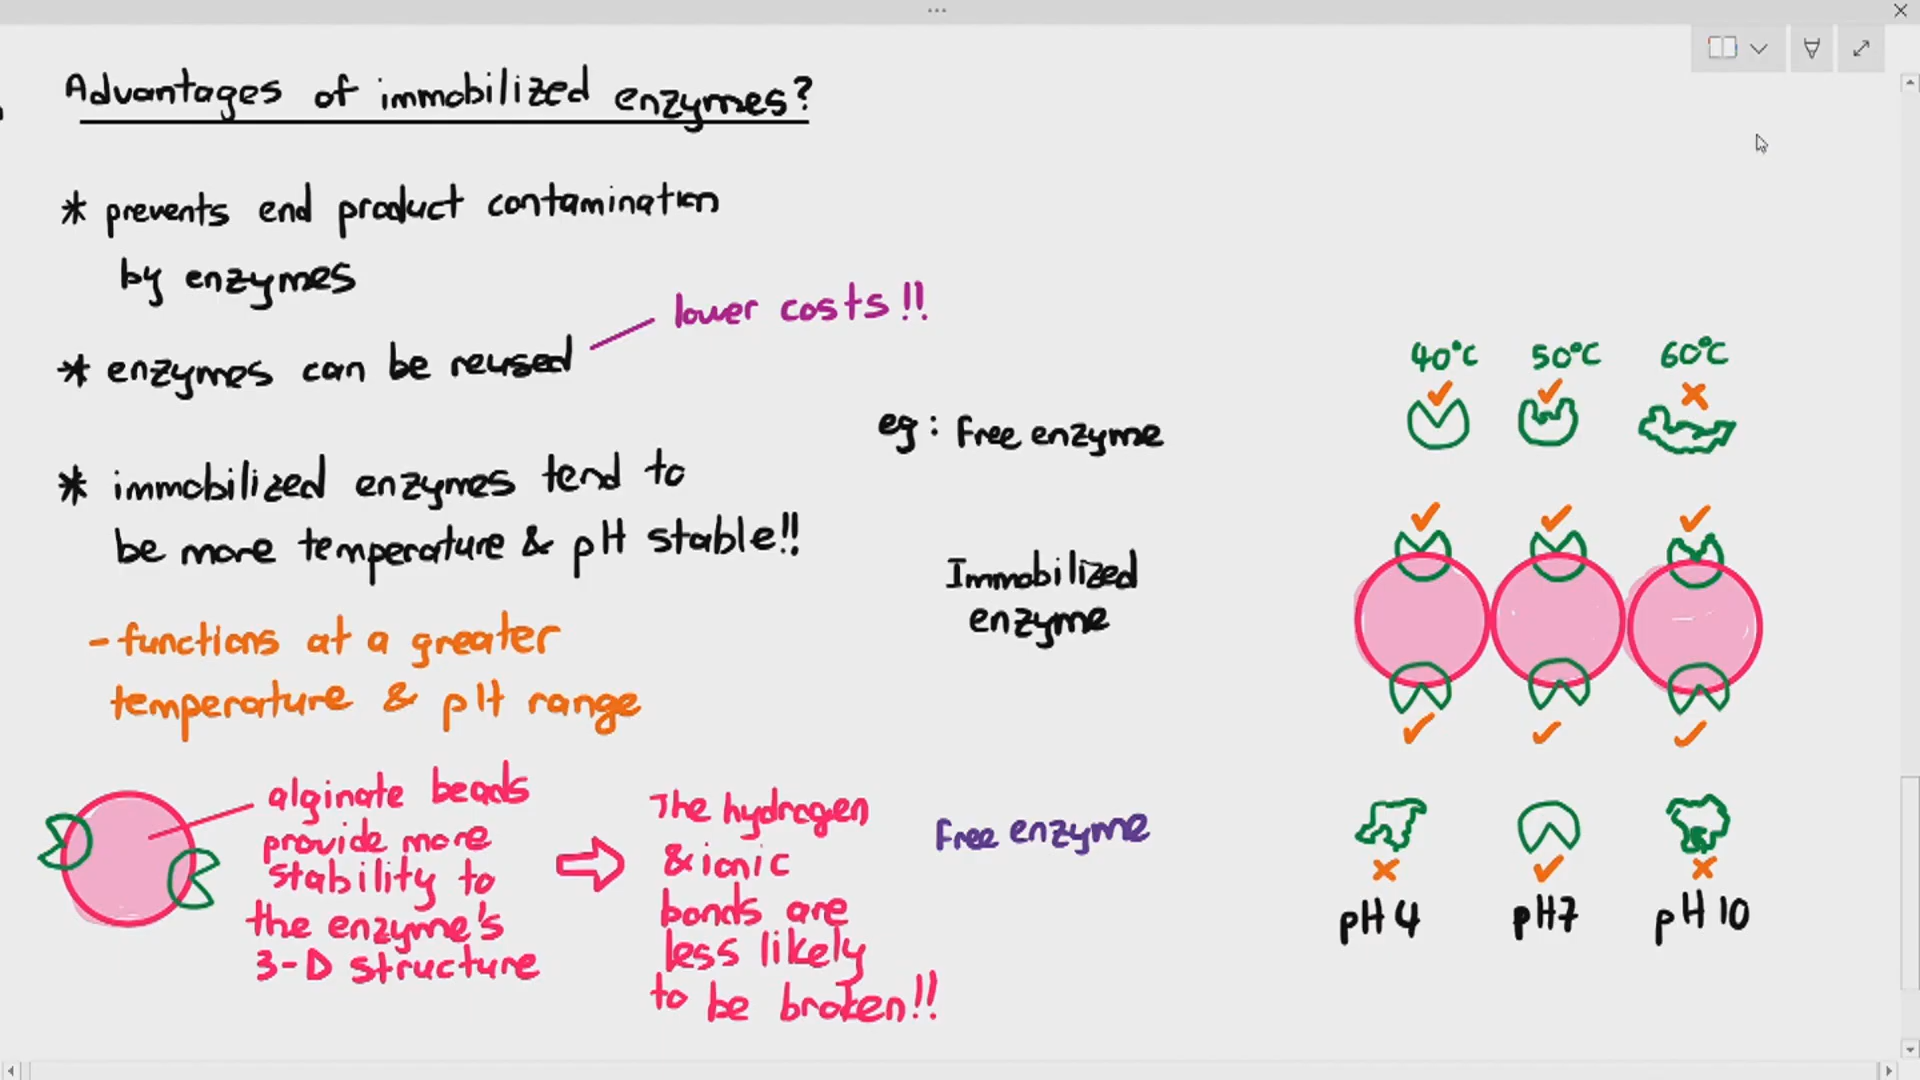 Advantages of immobilized enzymes?
* prevents end product contamination
by enzymes
* enzymes can be reused
lower costs!!
* immobilized enzymes tend to
be more temperature & pH stable!!
- functions at a greater
temperature & pH range
alginate beads
provide more
stability to
the enzyme's
3-D structure
The hydrogen
& ionic
bonds are
less likely
to be broken!!
40°C 50°C 60°C
eg: Free enzyme
Immobilized
enzyme
Free enzyme
pH 4 pH7 pH 10